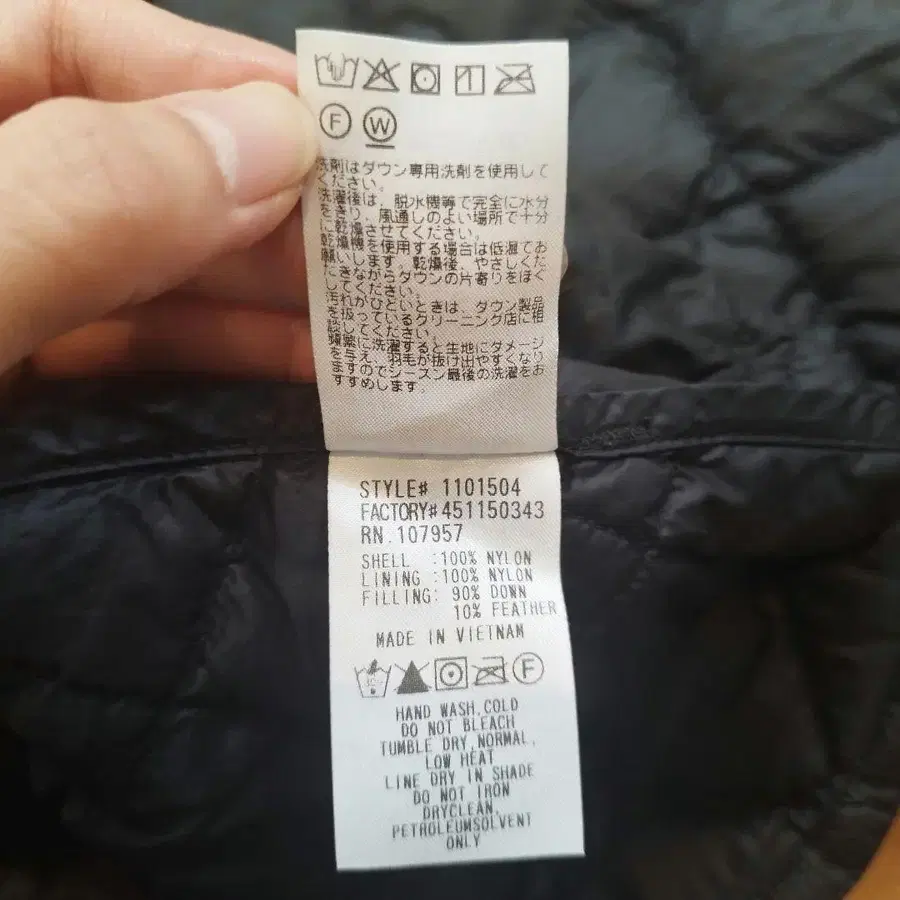 F W
洗剤はダウン専用洗剤を使用して
ください。
洗濯後は、脱水機等で完全に水分
をきり、風通しのよい場所で十分
に乾燥させてください。
乾燥機を使用する場合は低温でお
願いします。乾燥後、やさしくた
たきながらダウンの片寄りをほぐ
してください。
汚れがひどいときは、ダウン製品
を扱っているクリーニング店に相
談してください。
頻繁に洗濯すると生地にダメージ
を与え、羽毛が抜け出やすくなり
ますのでシーズン最後の洗濯をお
すすめします。
STYLE# 1101504
FACTORY#451150343
RN.107957
SHELL :100% NYLON
LINING :100% NYLON
FILLING: 90% DOWN
10% FEATHER
MADE IN VIETNAM
F
HAND WASH,COLD
DO NOT BLEACH
TUMBLE DRY,NORMAL,
LOW HEAT
LINE DRY IN SHADE
DO NOT IRON
DRYCLEAN,
PETROLEUMSOLVENT
ONLY